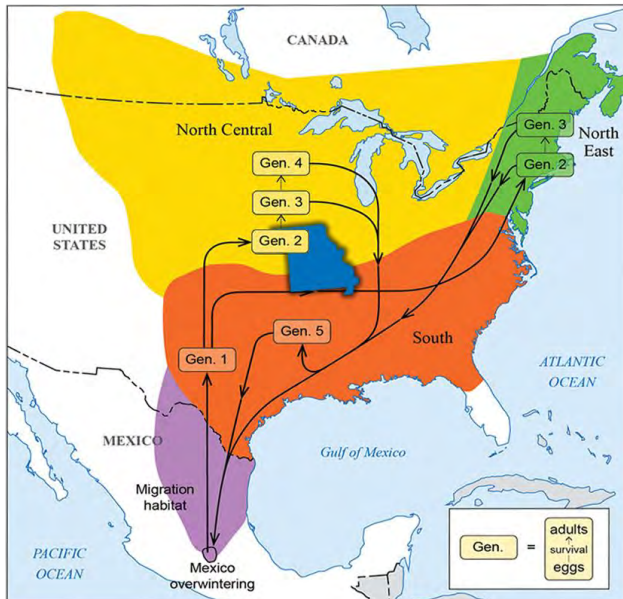 CANADA
North Central
Gen. 3
North
East
Gen. 2
Gen. 4
Gen. 3
Gen. 2
UNITED
STATES
Gen. 5
South
Gen. 1
ATLANTIC
OCEAN
MEXICO
Gulf of Mexico
Migration
habitat
Mexico
overwintering
PACIFIC
OCEAN
Gen.
=
adults
survival
eggs